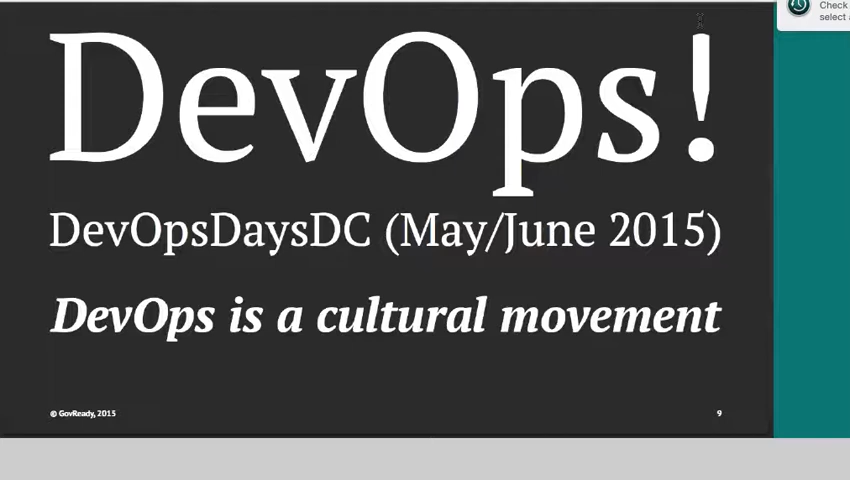 DevOps!
DevOpsDaysDC (May/June 2015)
DevOps is a cultural movement
© GovReady, 2015
9
Check
select